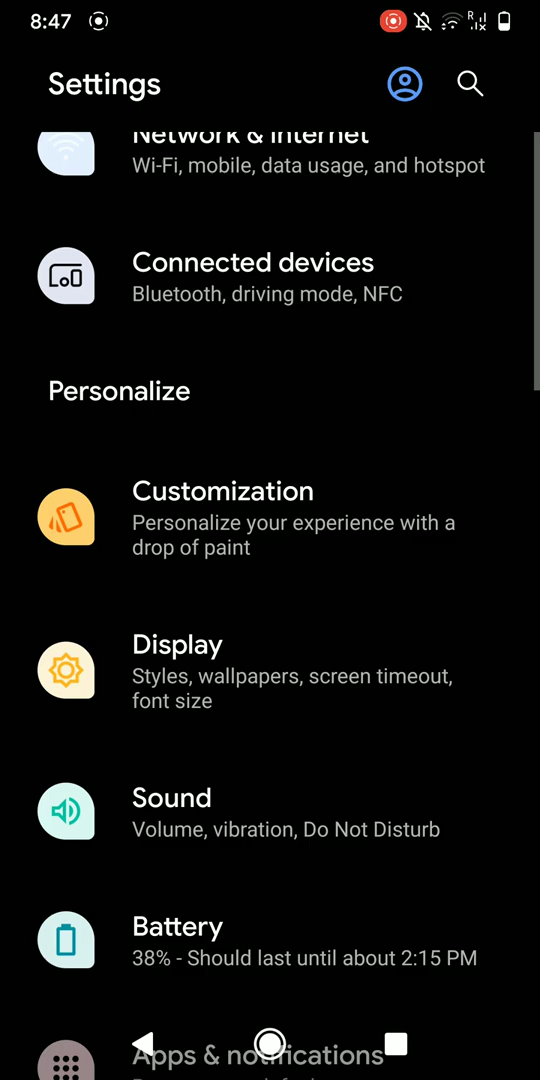 8:47
R
x
Settings
Network & internet
Wi-Fi, mobile, data usage, and hotspot
Connected devices
Bluetooth, driving mode, NFC
Personalize
Customization
Personalize your experience with a
drop of paint
Display
Styles, wallpapers, screen timeout,
font size
Sound
Volume, vibration, Do Not Disturb
Battery
38% - Should last until about 2:15 PM
Apps & notifications